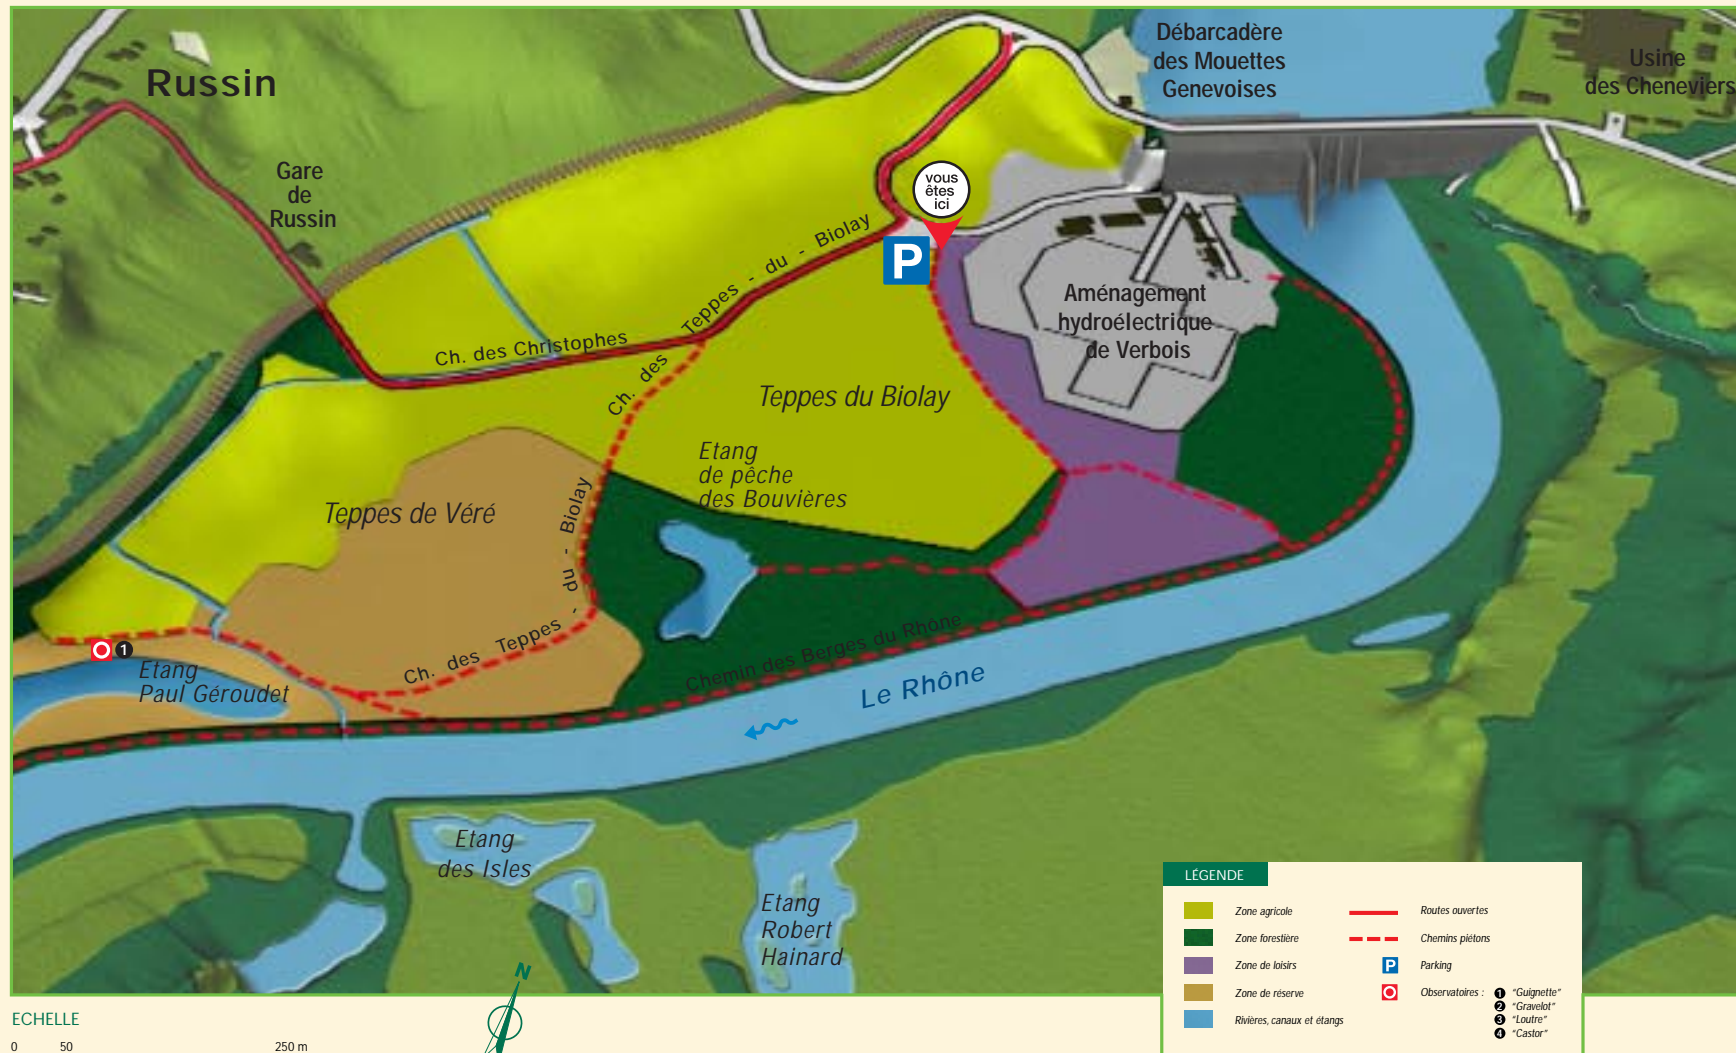 Russin
Gare
de
Russin
Débarcadère
des Mouettes
Genevoises
Usine
des Cheneviers
vous
êtes
ici
P
Aménagement
hydroélectrique
de Verbois
Ch. des Christophes
Ch. des Teppes - du - Biolay
Teppes du Biolay
Etang
de pêche
des Bouvières
Teppes de Véré
Ch. des Teppes - du - Biolay
1
Etang
Paul Géroudet
Chemin des Berges du Rhône
Le Rhône
Etang
des Isles
Etang
Robert
Hainard
LÉGENDE
Zone agricole
Zone forestière
Zone de loisirs
Zone de réserve
Rivières, canaux et étangs
Routes ouvertes
Chemins piétons
P Parking
Observatoires : 1 "Guignette"
2 "Gravelot"
3 "Loutre"
4 "Castor"
N
ECHELLE
0 50 250 m